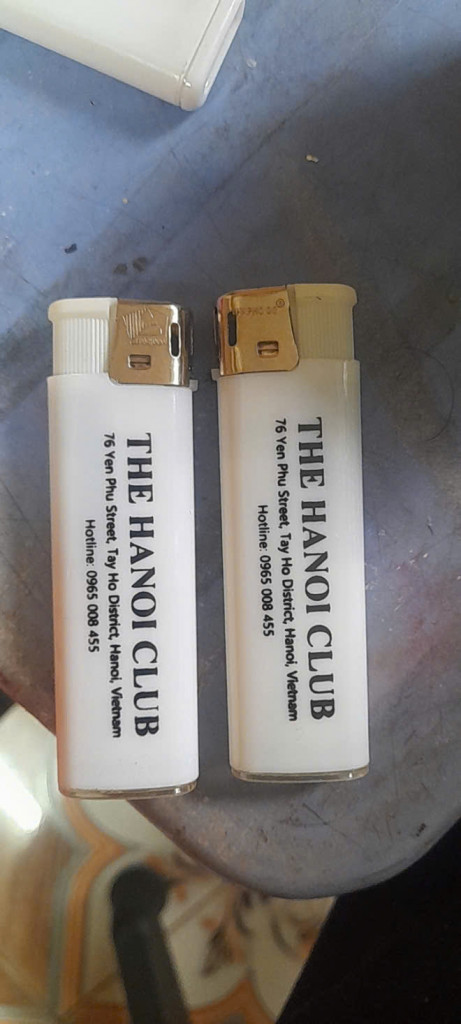 THE HANOI CLUB
76 Yen Phu Street, Tay Ho District, Hanoi, Vietnam
Hotline: 0965 008 455
THE HANOI CLUB
76 Yen Phu Street, Tay Ho District, Hanoi, Vietnam
Hotline: 0965 008 455